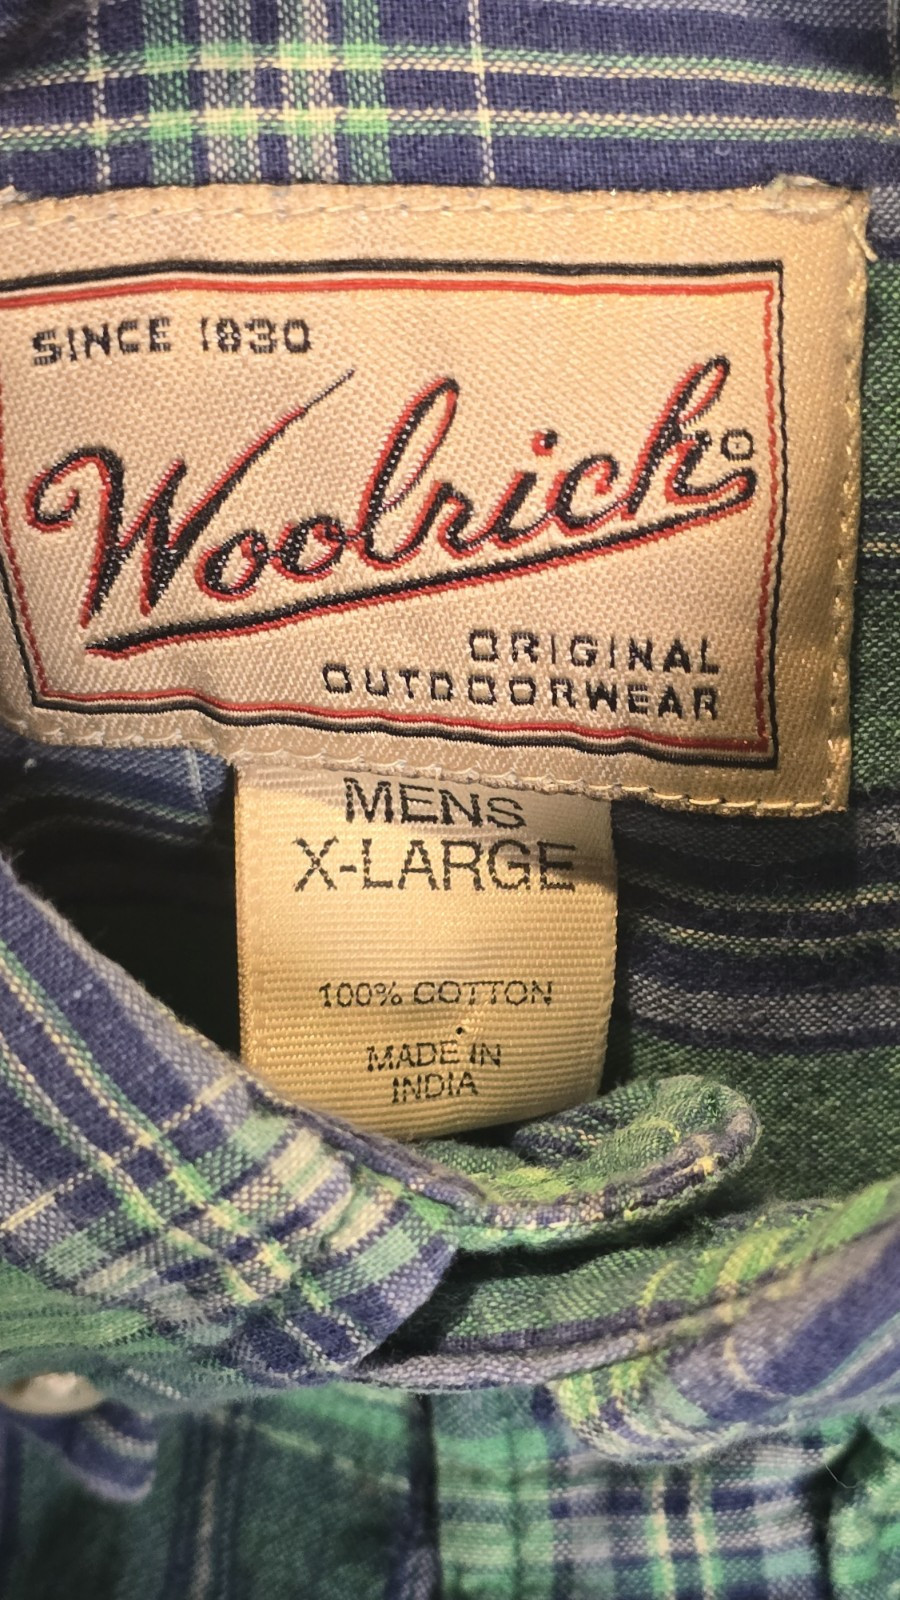 SINCE 1830
Woolrich®
ORIGINAL
OUTDOORWEAR
MENS
X-LARGE
100% COTTON
MADE IN
INDIA